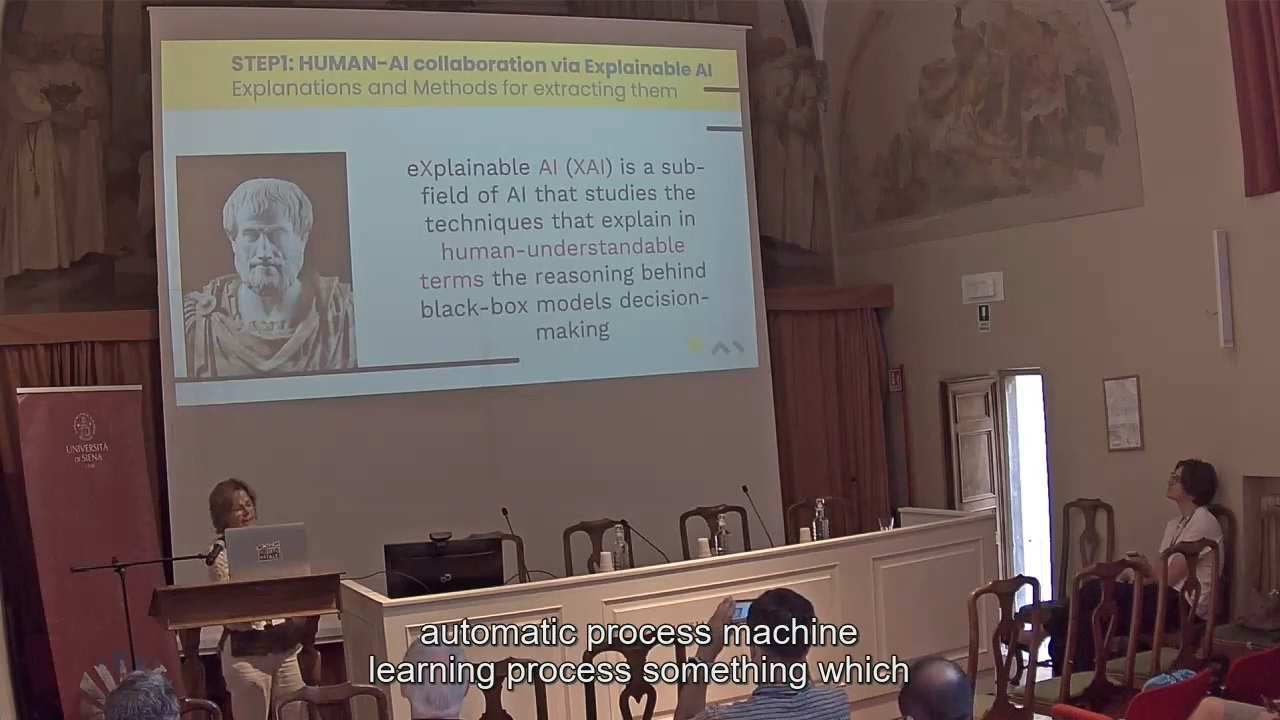 STEP1: HUMAN-AI collaboration via Explainable AI
Explanations and Methods for extracting them
eXplainable AI (XAI) is a sub-
field of AI that studies the
techniques that explain in
human-understandable
terms the reasoning behind
black-box models decision-
making
UNIVERSITÀ
DI SIENA
automatic process machine
learning process something which